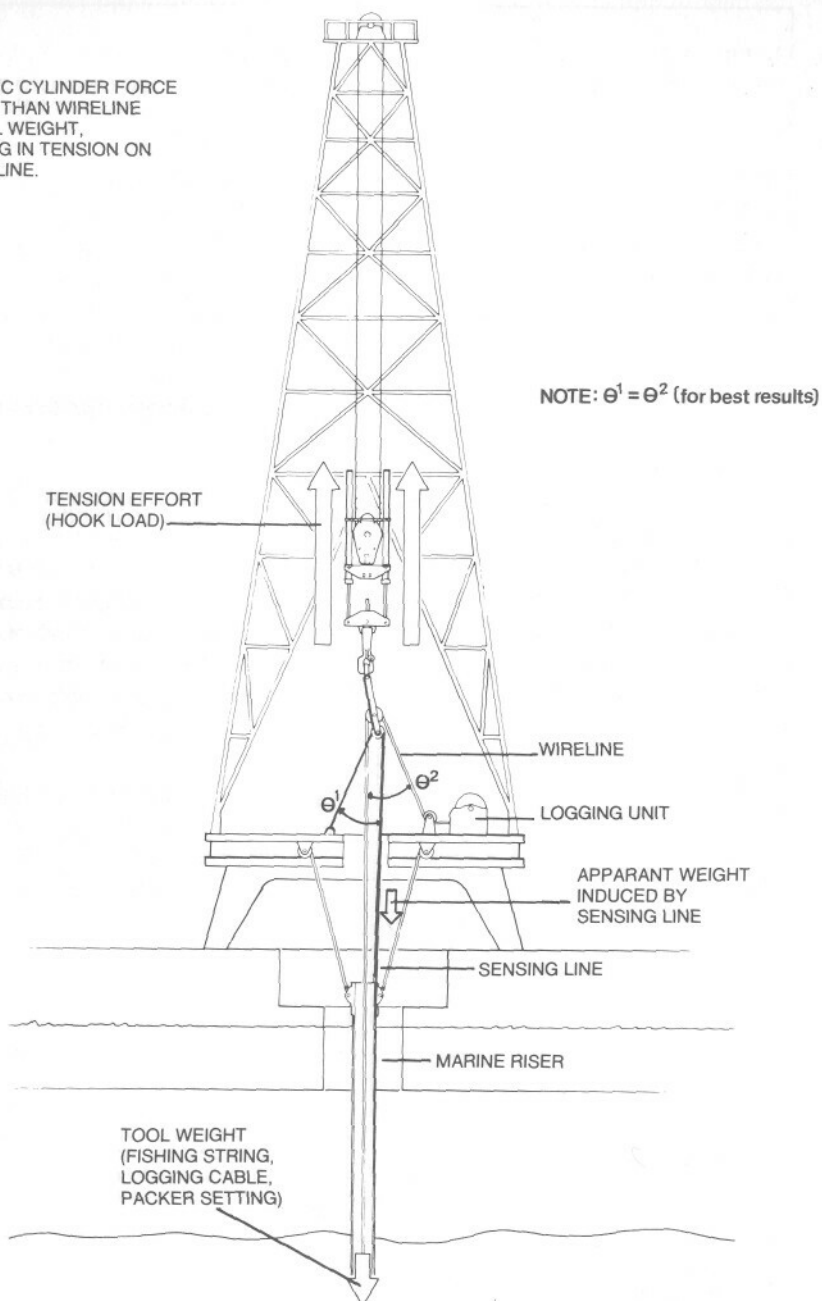 C CYLINDER FORCE
THAN WIRELINE
WEIGHT,
G IN TENSION ON
LINE.
NOTE: Θ¹ = Θ² (for best results)
TENSION EFFORT
(HOOK LOAD)
WIRELINE
Θ¹
Θ²
LOGGING UNIT
APPARANT WEIGHT
INDUCED BY
SENSING LINE
SENSING LINE
MARINE RISER
TOOL WEIGHT
(FISHING STRING,
LOGGING CABLE,
PACKER SETTING)